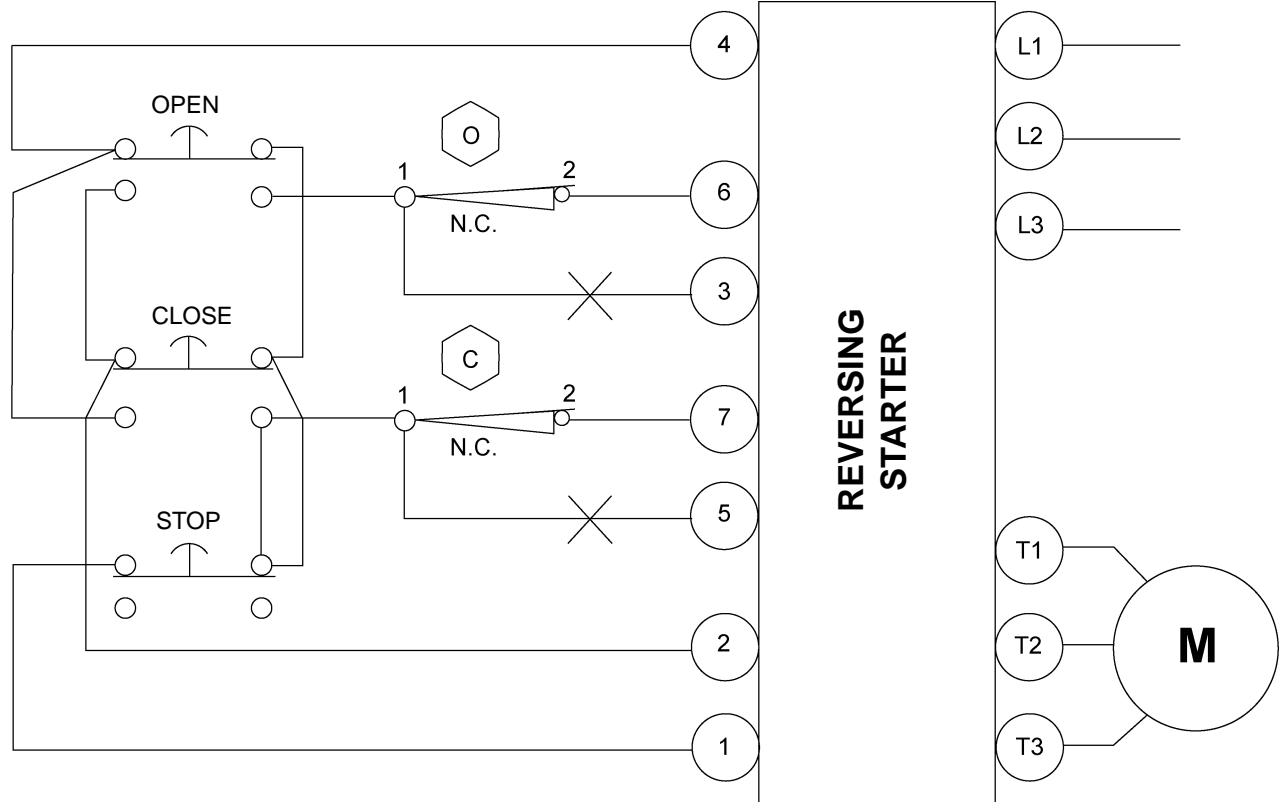 4
L1
OPEN
O
L2
1
2
6
N.C.
L3
3
CLOSE
C
1
2
7
N.C.
REVERSING
STARTER
5
STOP
T1
2
T2
M
1
T3